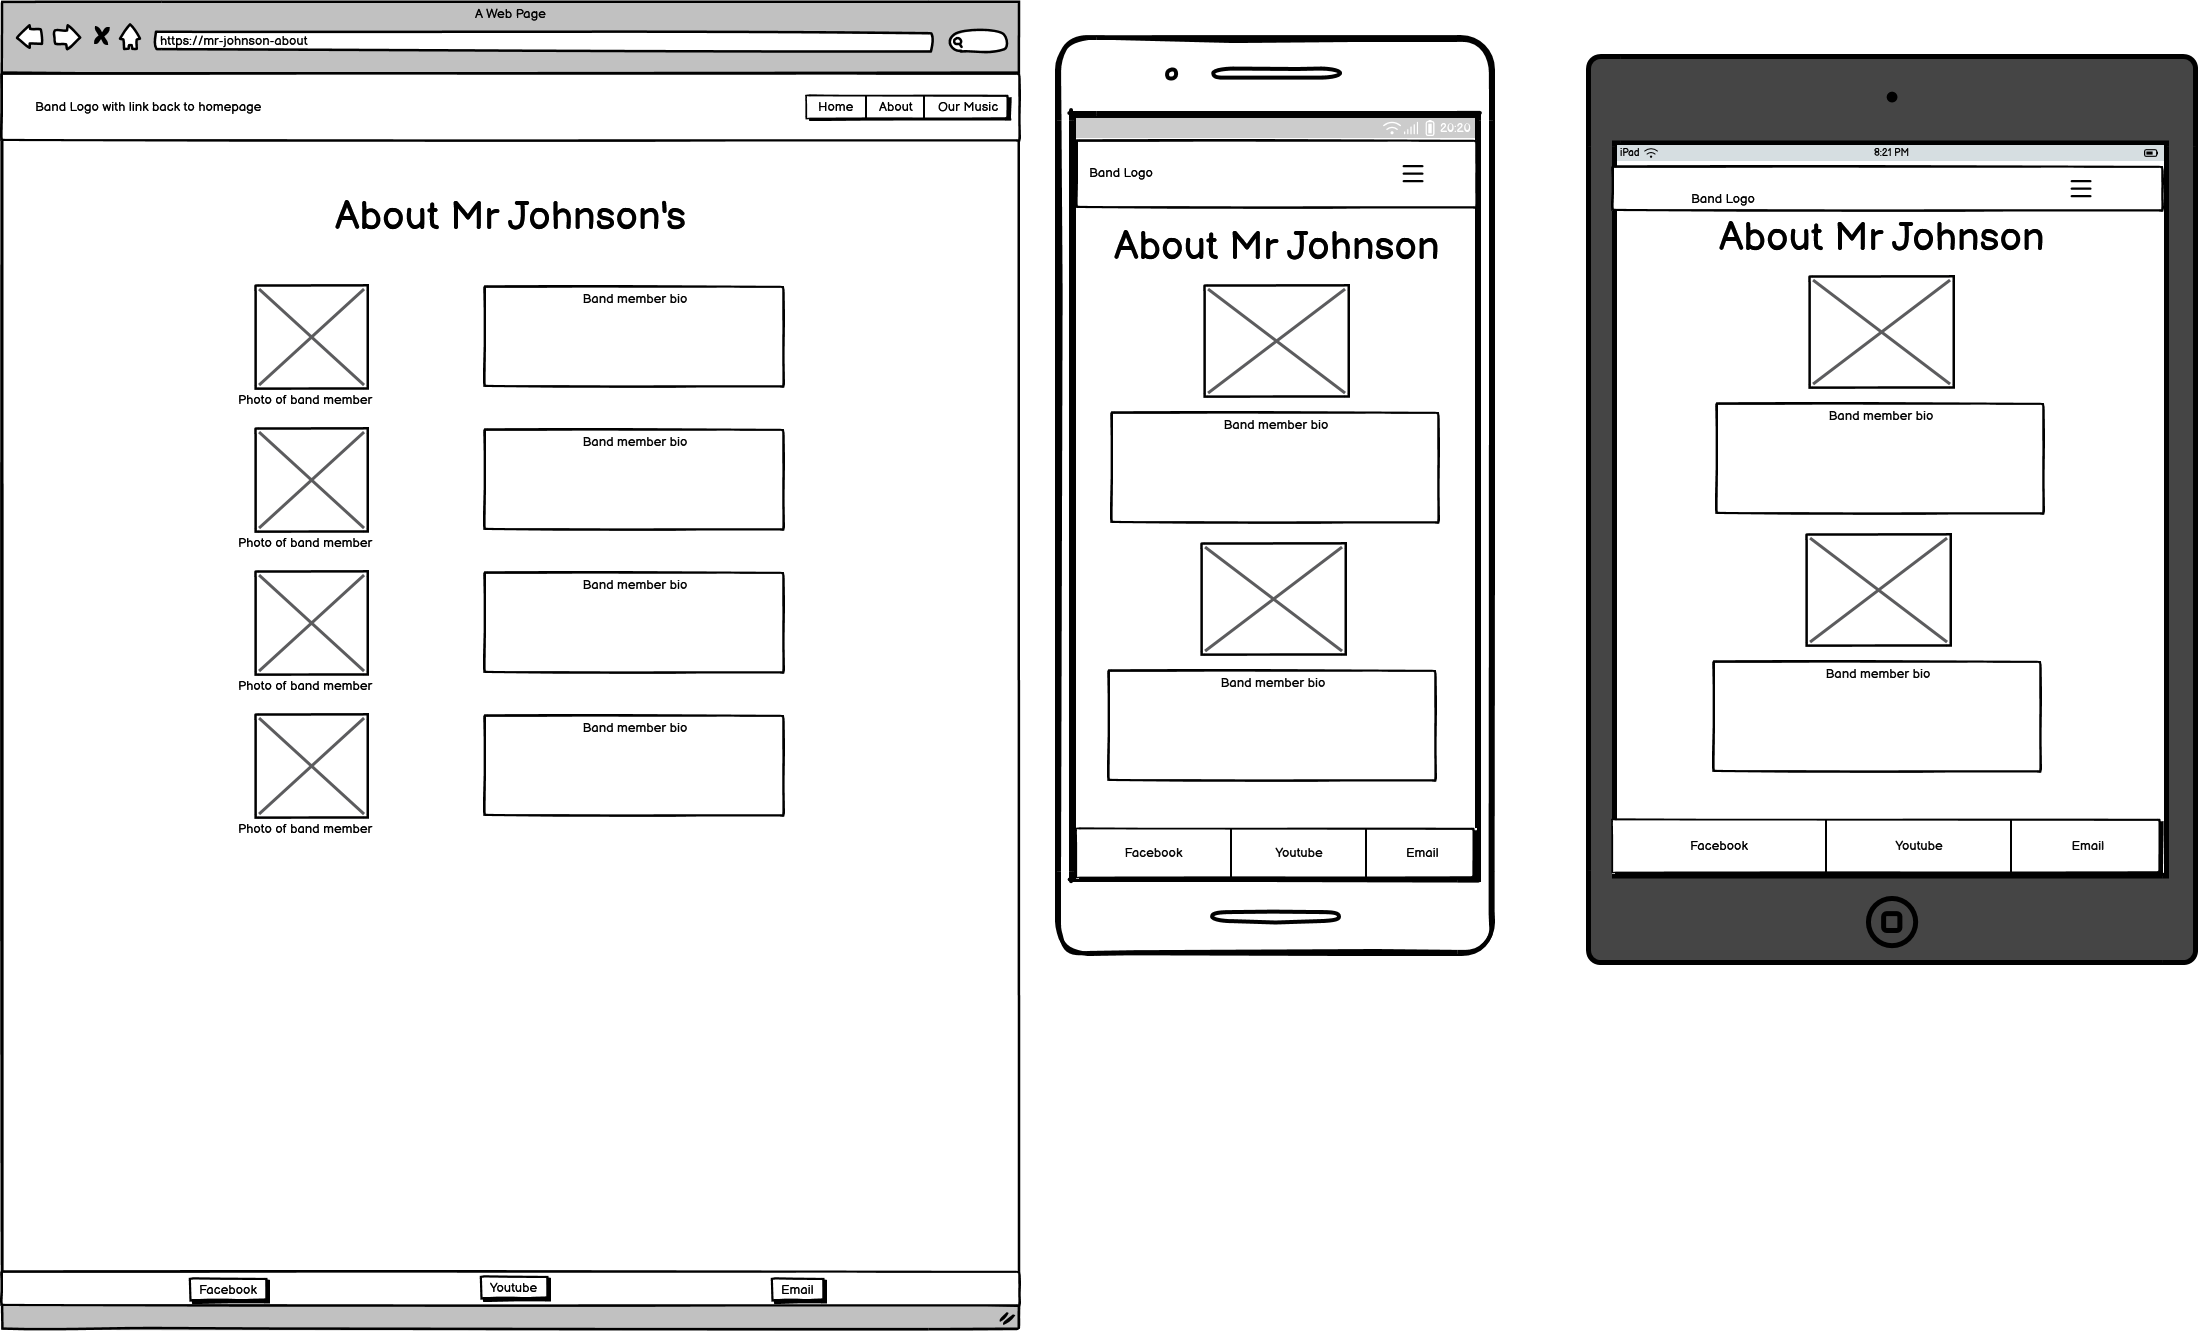 A Web Page
https://mr-johnson-about
Band Logo with link back to homepage
Home About Our Music
About Mr Johnson's
Band member bio
Photo of band member
Band member bio
Photo of band member
Band member bio
Photo of band member
Band member bio
Photo of band member
Facebook Youtube Email
20:20
Band Logo
About Mr Johnson
Band member bio
Band member bio
Facebook Youtube Email
iPad 8:21 PM
Band Logo
About Mr Johnson
Band member bio
Band member bio
Facebook Youtube Email